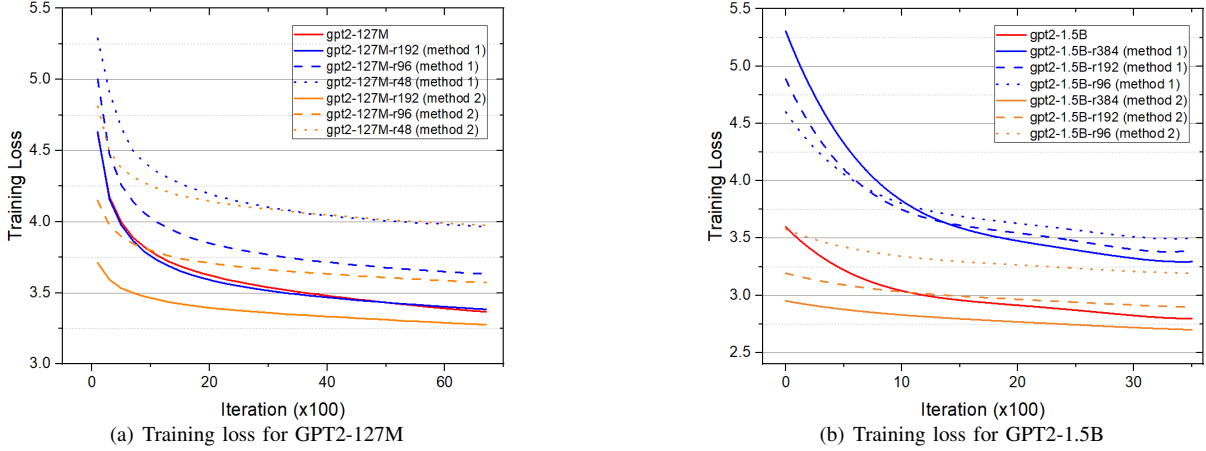 5.5
5.0
4.5
4.0
3.5
3.0
Training Loss
gpt2-127M
gpt2-127M-r192 (method 1)
gpt2-127M-r96 (method 1)
gpt2-127M-r48 (method 1)
gpt2-127M-r192 (method 2)
gpt2-127M-r96 (method 2)
gpt2-127M-r48 (method 2)
0 20 40 60
Iteration (x100)
(a) Training loss for GPT2-127M
5.5
5.0
4.5
4.0
3.5
3.0
2.5
Training Loss
gpt2-1.5B
gpt2-1.5B-r384 (method 1)
gpt2-1.5B-r192 (method 1)
gpt2-1.5B-r96 (method 1)
gpt2-1.5B-r384 (method 2)
gpt2-1.5B-r192 (method 2)
gpt2-1.5B-r96 (method 2)
0 10 20 30
Iteration (x100)
(b) Training loss for GPT2-1.5B